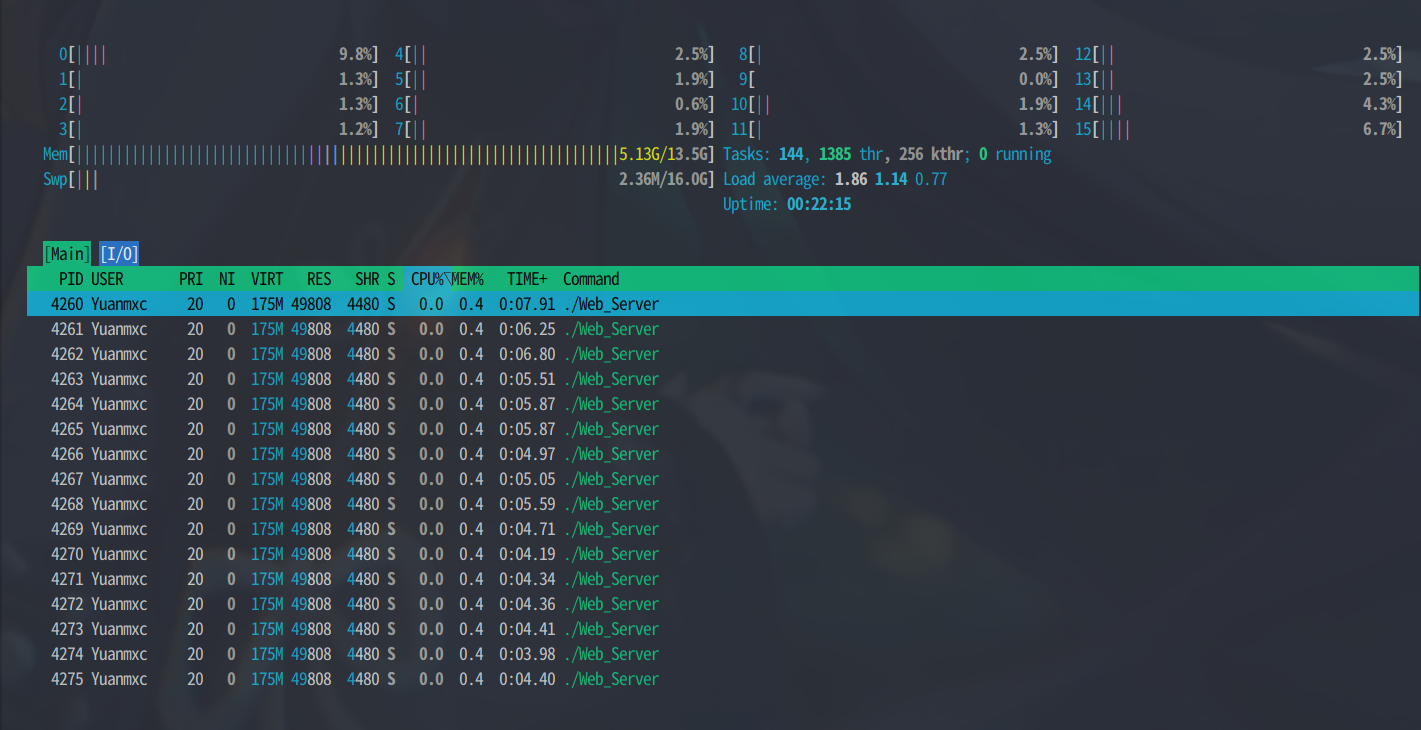 0[|||| 9.8%] 4[|| 2.5%] 8[| 2.5%] 12[|| 2.5%]
1[| 1.3%] 5[|| 1.9%] 9[ 0.0%] 13[|| 2.5%]
2[| 1.3%] 6[| 0.6%] 10[|| 1.9%] 14[||| 4.3%]
3[| 1.2%] 7[|| 1.9%] 11[| 1.3%] 15[|||| 6.7%]
Mem[||||||||||||||||||||||||||||||||||||||||||||||||||||||||||||||||||||5.13G/13.5G] Tasks: 144, 1385 thr, 256 kthr; 0 running
Swp[||| 2.36M/16.0G] Load average: 1.86 1.14 0.77
Uptime: 00:22:15
[Main] [I/O]
PID USER PRI NI VIRT RES SHR S CPU%▽MEM% TIME+ Command
4260 Yuanmxc 20 0 175M 49808 4480 S 0.0 0.4 0:07.91 ./Web_Server
4261 Yuanmxc 20 0 175M 49808 4480 S 0.0 0.4 0:06.25 ./Web_Server
4262 Yuanmxc 20 0 175M 49808 4480 S 0.0 0.4 0:06.80 ./Web_Server
4263 Yuanmxc 20 0 175M 49808 4480 S 0.0 0.4 0:05.51 ./Web_Server
4264 Yuanmxc 20 0 175M 49808 4480 S 0.0 0.4 0:05.87 ./Web_Server
4265 Yuanmxc 20 0 175M 49808 4480 S 0.0 0.4 0:05.87 ./Web_Server
4266 Yuanmxc 20 0 175M 49808 4480 S 0.0 0.4 0:04.97 ./Web_Server
4267 Yuanmxc 20 0 175M 49808 4480 S 0.0 0.4 0:05.05 ./Web_Server
4268 Yuanmxc 20 0 175M 49808 4480 S 0.0 0.4 0:05.59 ./Web_Server
4269 Yuanmxc 20 0 175M 49808 4480 S 0.0 0.4 0:04.71 ./Web_Server
4270 Yuanmxc 20 0 175M 49808 4480 S 0.0 0.4 0:04.19 ./Web_Server
4271 Yuanmxc 20 0 175M 49808 4480 S 0.0 0.4 0:04.34 ./Web_Server
4272 Yuanmxc 20 0 175M 49808 4480 S 0.0 0.4 0:04.36 ./Web_Server
4273 Yuanmxc 20 0 175M 49808 4480 S 0.0 0.4 0:04.41 ./Web_Server
4274 Yuanmxc 20 0 175M 49808 4480 S 0.0 0.4 0:03.98 ./Web_Server
4275 Yuanmxc 20 0 175M 49808 4480 S 0.0 0.4 0:04.40 ./Web_Server